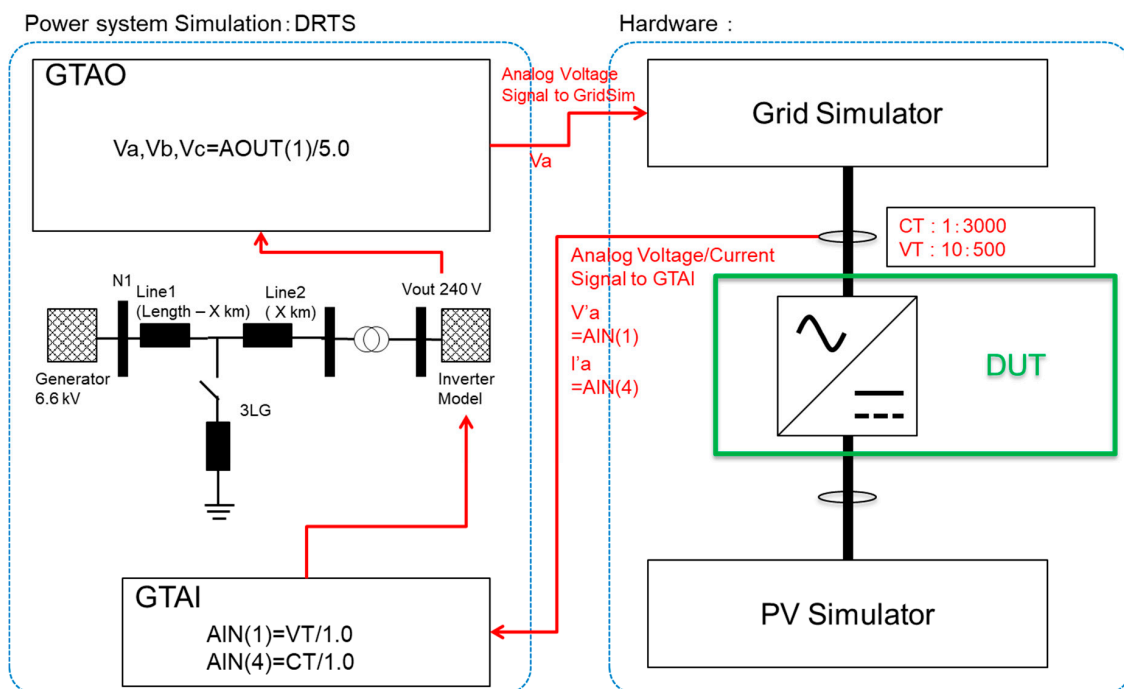 Power system Simulation：DRTS
GTAO
Va,Vb,Vc=AOUT(1)/5.0
Analog Voltage
Signal to GridSim
Va
N1
Line1
(Length – X km)
Line2
( X km)
Vout 240 V
Generator
6.6 kV
3LG
Inverter
Model
Analog Voltage/Current
Signal to GTAI
V'a
=AIN(1)
I'a
=AIN(4)
GTAI
AIN(1)=VT/1.0
AIN(4)=CT/1.0
Hardware :
Grid Simulator
CT : 1：3000
VT : 10：500
DUT
PV Simulator